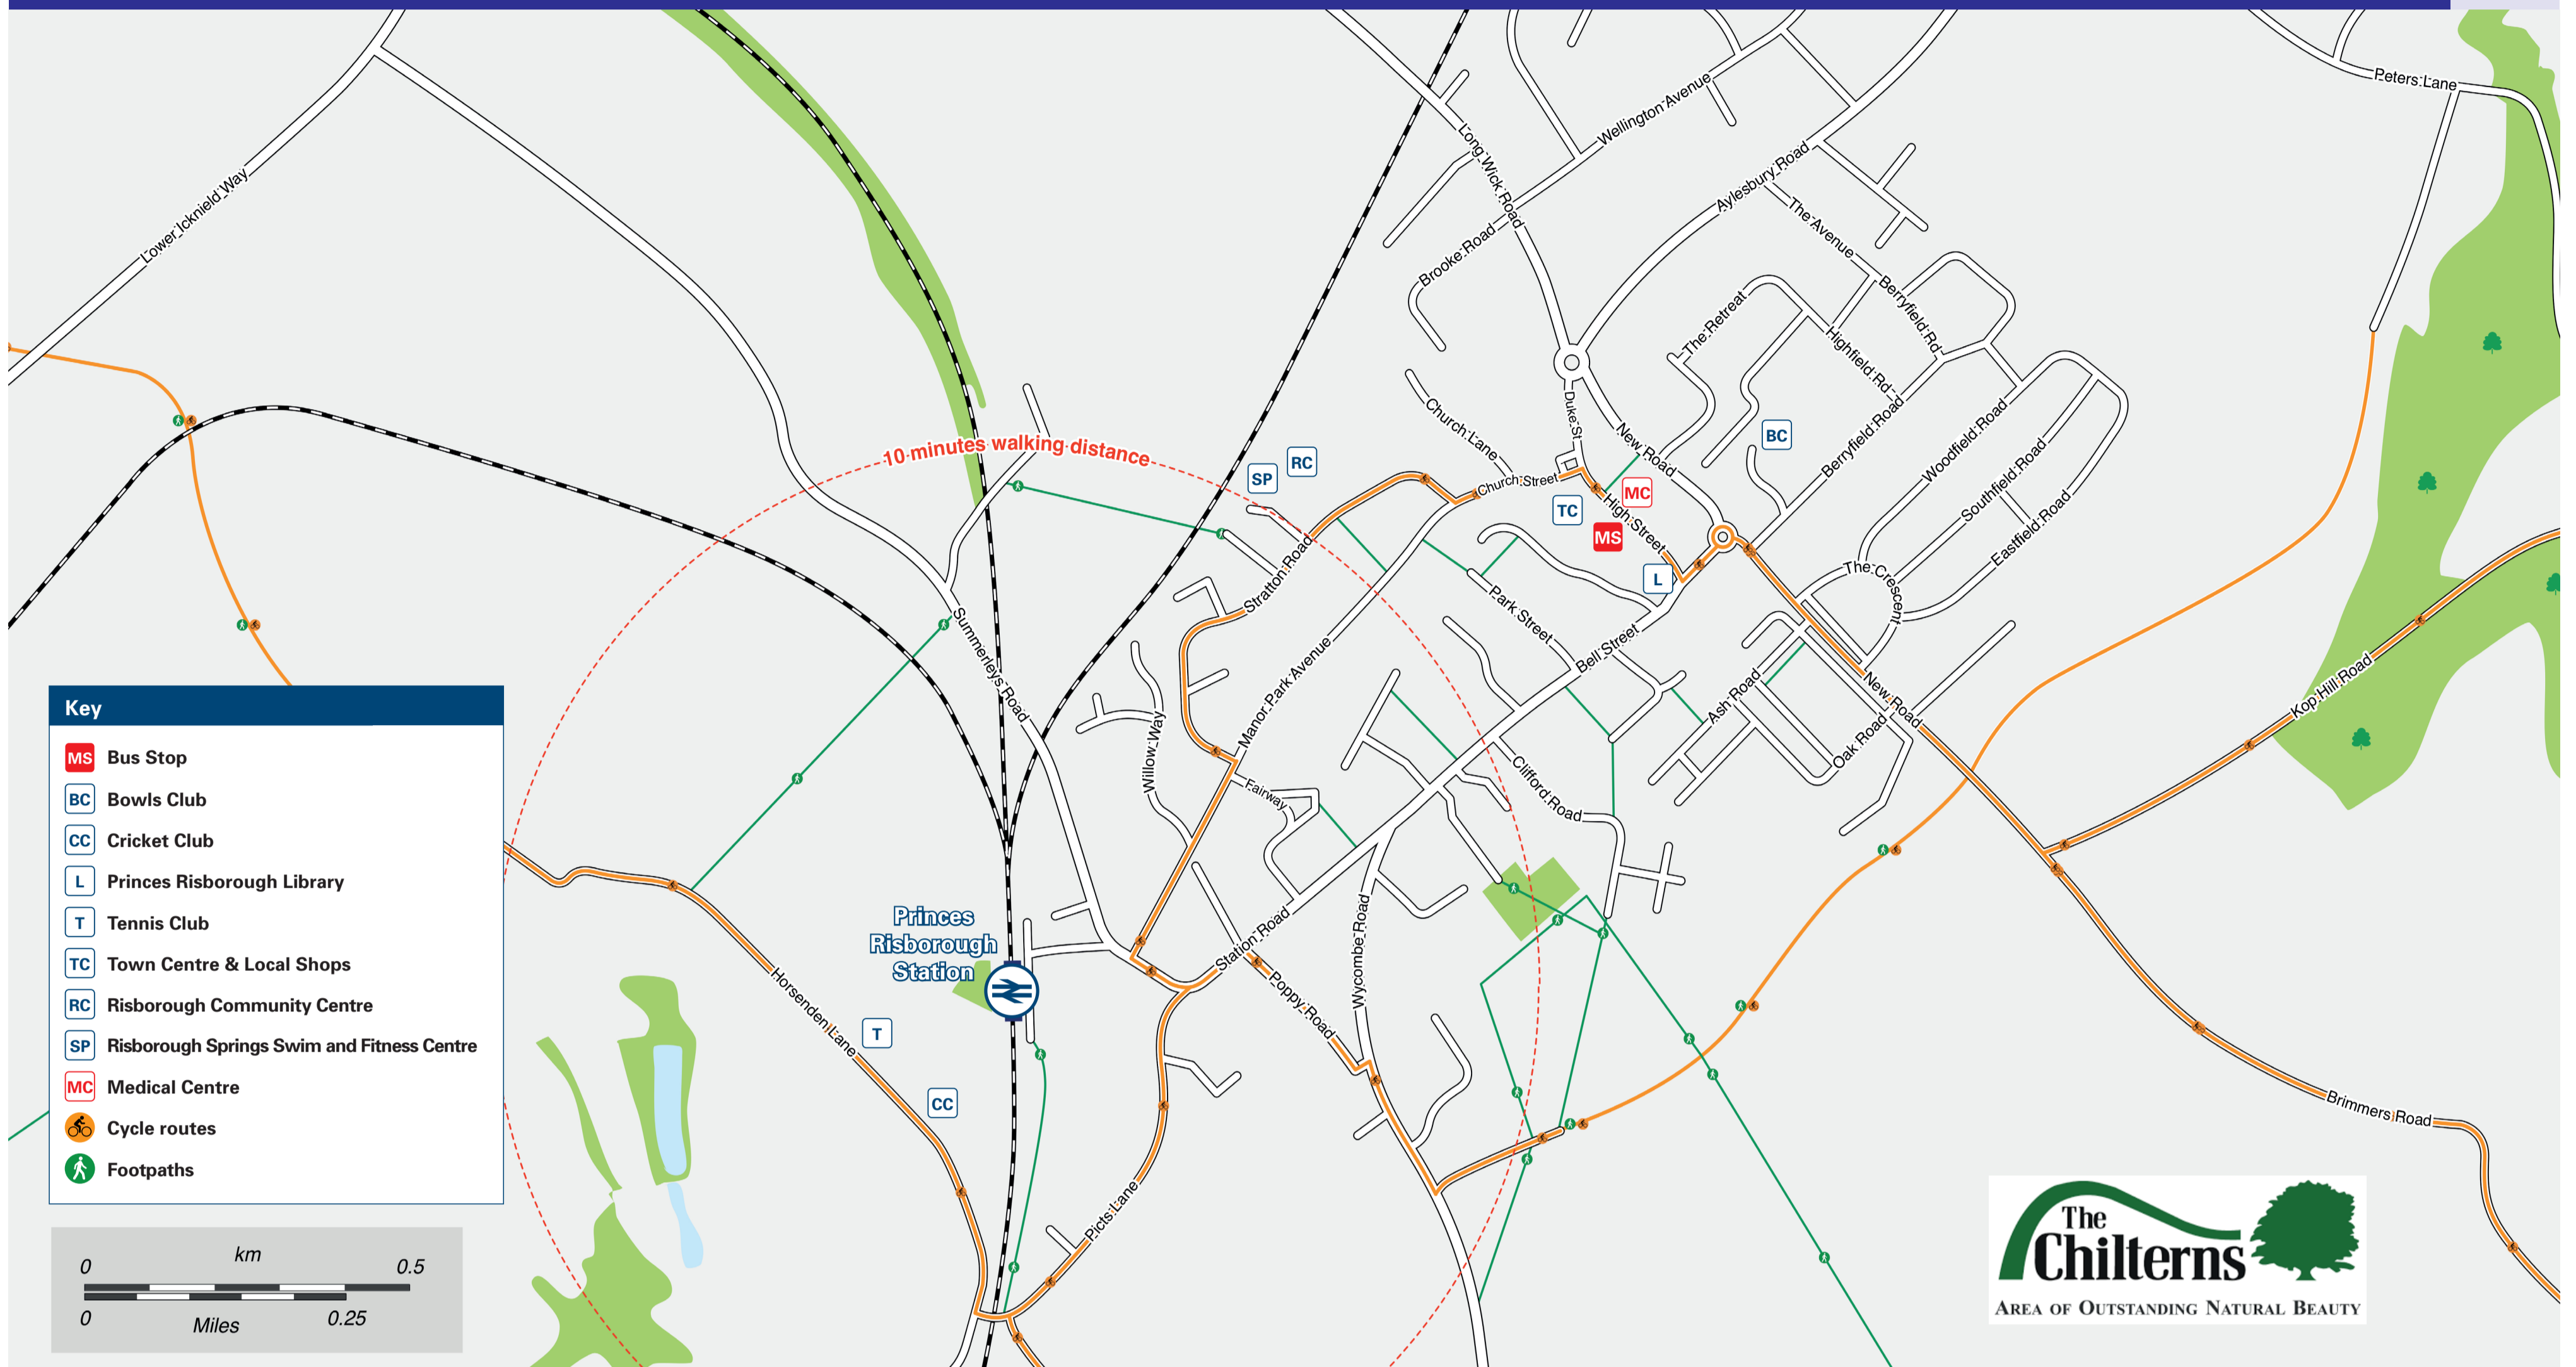 Peters Lane
Wellington Avenue
Long Wick Road
Aylesbury Road
Lower Icknield Way
The Avenue
Brooke Road
Berryfield Rd
The Retreat
Highfield Rd
Duke St
Church Lane
New Road
BC
Berryfield Road
Woodfield Road
10 minutes walking distance
RC
SP
Church Street
MC
TC
High Street
MS
Southfield Road
Eastfield Road
L
The Crescent
Stratton Road
Park Street
Summerleys Road
Manor Park Avenue
Bell Street
Ash Road
New Road
Kop Hill Road
Oak Road
Willow Way
Fairway
Clifford Road
Key
MS Bus Stop
BC Bowls Club
CC Cricket Club
L Princes Risborough Library
T Tennis Club
TC Town Centre & Local Shops
RC Risborough Community Centre
SP Risborough Springs Swim and Fitness Centre
MC Medical Centre
Cycle routes
Footpaths
Princes
Risborough
Station
Station Road
Wycombe Road
Poppy Road
Horsenden Lane
T
CC
Brimmers Road
Picts Lane
km
0 0.5
0 0.25
Miles
The
Chilterns
Area of Outstanding Natural Beauty